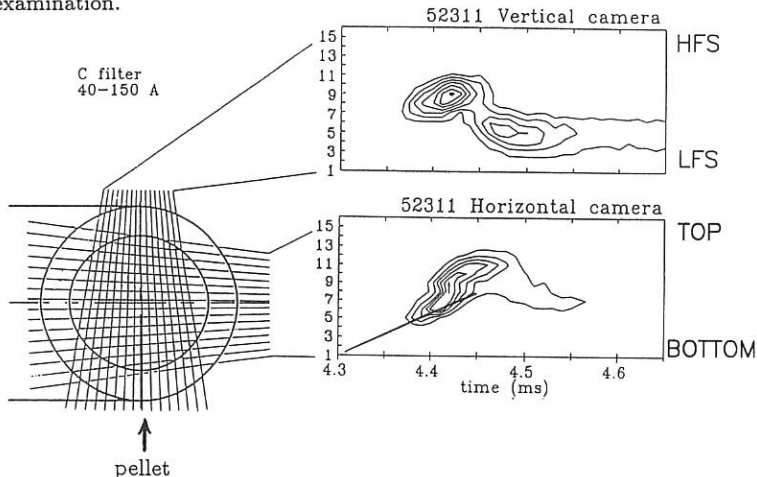 examination.
52311 Vertical camera
HFS
C filter
40-150 A
15
13
11
9
7
5
3
1
LFS
52311 Horizontal camera
TOP
15
13
11
9
7
5
3
1
BOTTOM
4.3 4.4 4.5 4.6
time (ms)
pellet